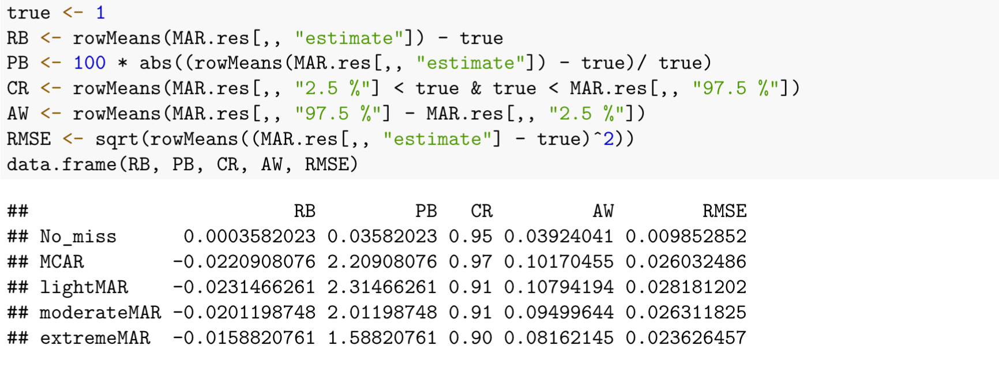 true <- 1
RB <- rowMeans(MAR.res[,, "estimate"]) - true
PB <- 100 * abs((rowMeans(MAR.res[,, "estimate"]) - true)/ true)
CR <- rowMeans(MAR.res[,, "2.5 %"] < true & true < MAR.res[,, "97.5 %"])
AW <- rowMeans(MAR.res[,, "97.5 %"] - MAR.res[,, "2.5 %"])
RMSE <- sqrt(rowMeans((MAR.res[,, "estimate"] - true)^2))
data.frame(RB, PB, CR, AW, RMSE)
##                        RB         PB   CR         AW        RMSE
## No_miss      0.0003582023 0.03582023 0.95 0.03924041 0.009852852
## MCAR        -0.0220908076 2.20908076 0.97 0.10170455 0.026032486
## lightMAR    -0.0231466261 2.31466261 0.91 0.10794194 0.028181202
## moderateMAR -0.0201198748 2.01198748 0.91 0.09499644 0.026311825
## extremeMAR  -0.0158820761 1.58820761 0.90 0.08162145 0.023626457